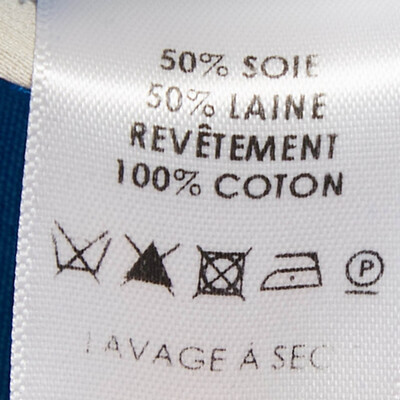 50% SOIE
50% LAINE
REVÊTEMENT
100% COTON
P
LAVAGE À SEC